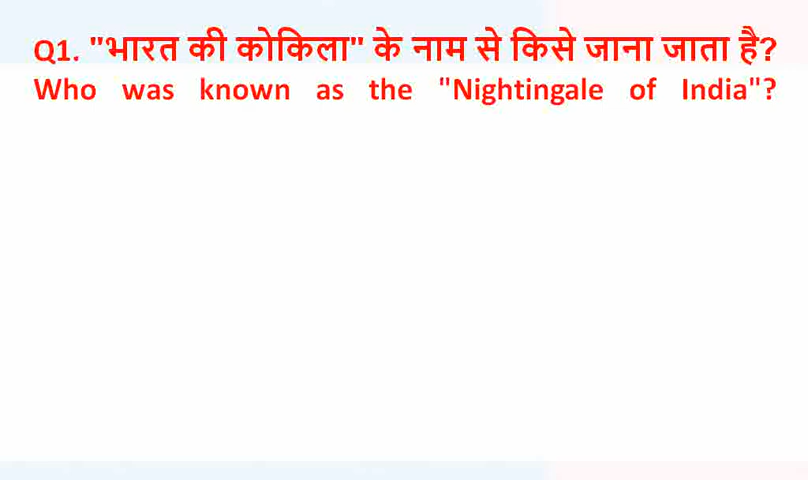 Q1. "भारत की कोकिला" के नाम से किसे जाना जाता है?
Who was known as the "Nightingale of India"?